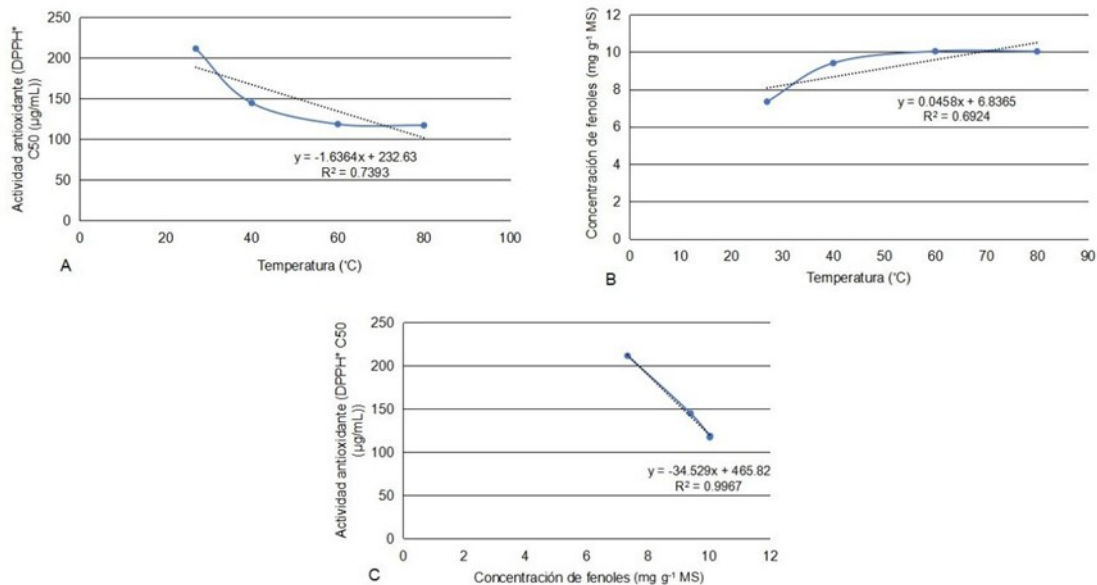 Actividad antioxidante (DPPH*
C50 (µg/mL))
250
200
150
100
50
0
0 20 40 60 80 100
y = -1.6364x + 232.63
R² = 0.7393
Temperatura (°C)
A
Concentración de fenoles (mg g⁻¹ MS)
12
10
8
6
4
2
0
0 10 20 30 40 50 60 70 80 90
y = 0.0458x + 6.8365
R² = 0.6924
Temperatura (°C)
B
Actividad antioxidante (DPPH* C50
(µg/mL))
250
200
150
100
50
0
0 2 4 6 8 10 12
y = -34.529x + 465.82
R² = 0.9967
Concentración de fenoles (mg g⁻¹ MS)
C